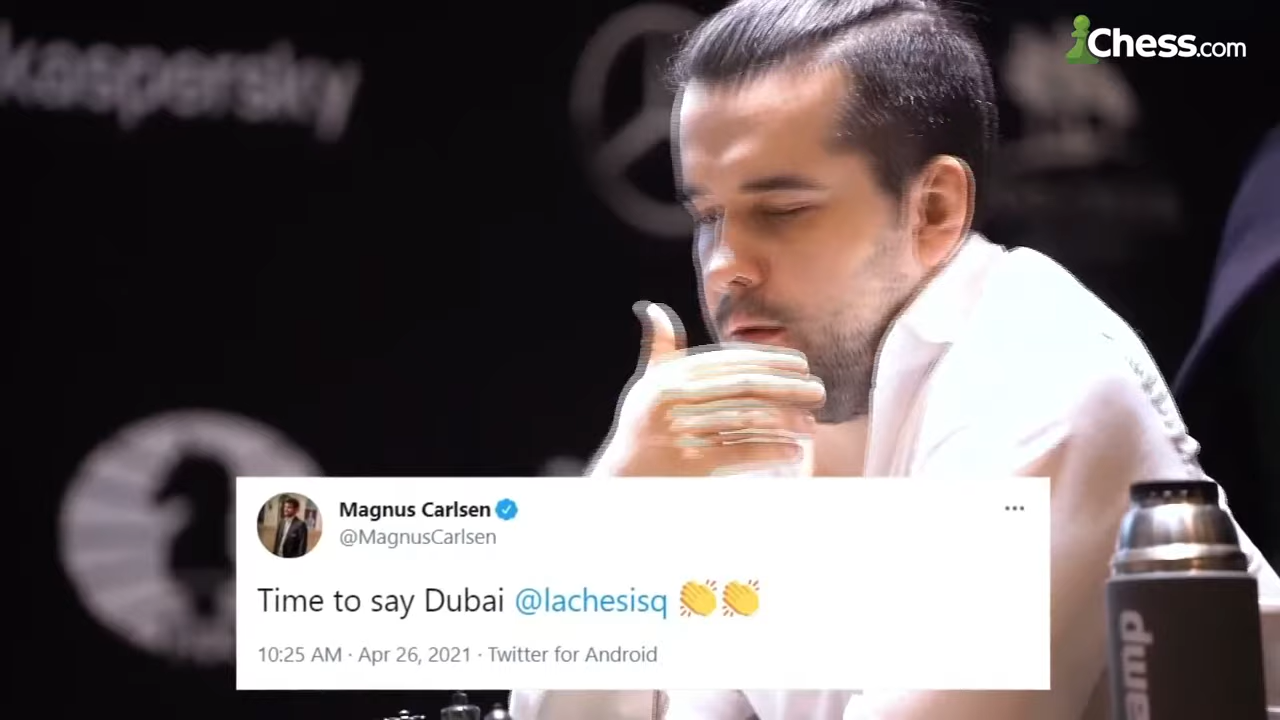 kaspersky
Chess.com
Magnus Carlsen
@MagnusCarlsen
Time to say Dubai @lachesisq 👏👏
10:25 AM · Apr 26, 2021 · Twitter for Android
dwm